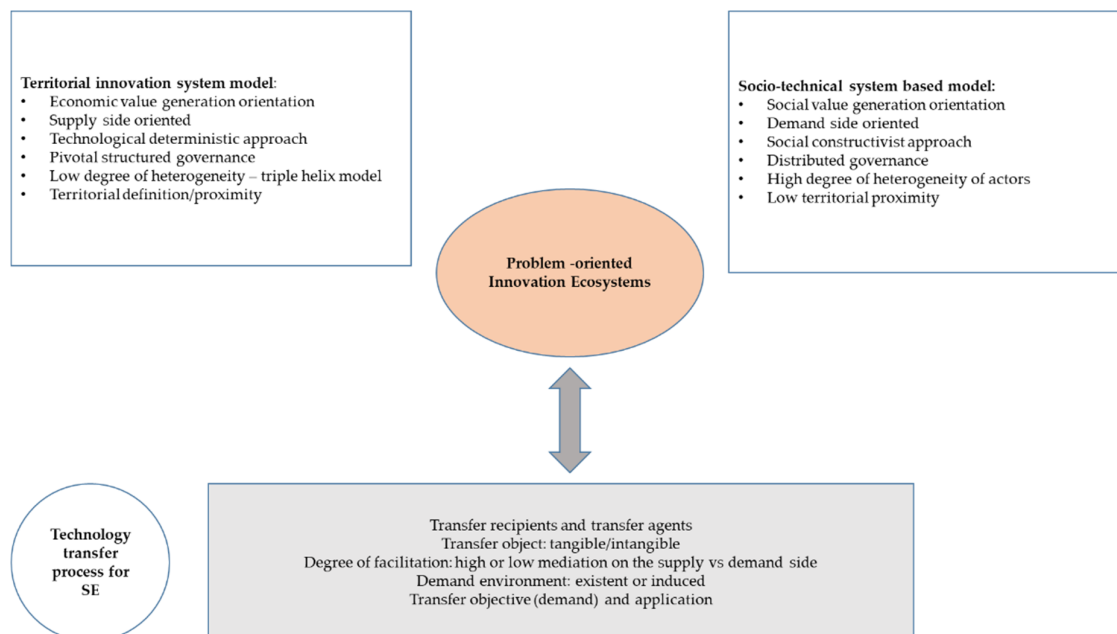 Territorial innovation system model:
• Economic value generation orientation
• Supply side oriented
• Technological deterministic approach
• Pivotal structured governance
• Low degree of heterogeneity – triple helix model
• Territorial definition/proximity
Socio-technical system based model:
• Social value generation orientation
• Demand side oriented
• Social constructivist approach
• Distributed governance
• High degree of heterogeneity of actors
• Low territorial proximity
Problem -oriented
Innovation Ecosystems
Technology
transfer
process for
SE
Transfer recipients and transfer agents
Transfer object: tangible/intangible
Degree of facilitation: high or low mediation on the supply vs demand side
Demand environment: existent or induced
Transfer objective (demand) and application